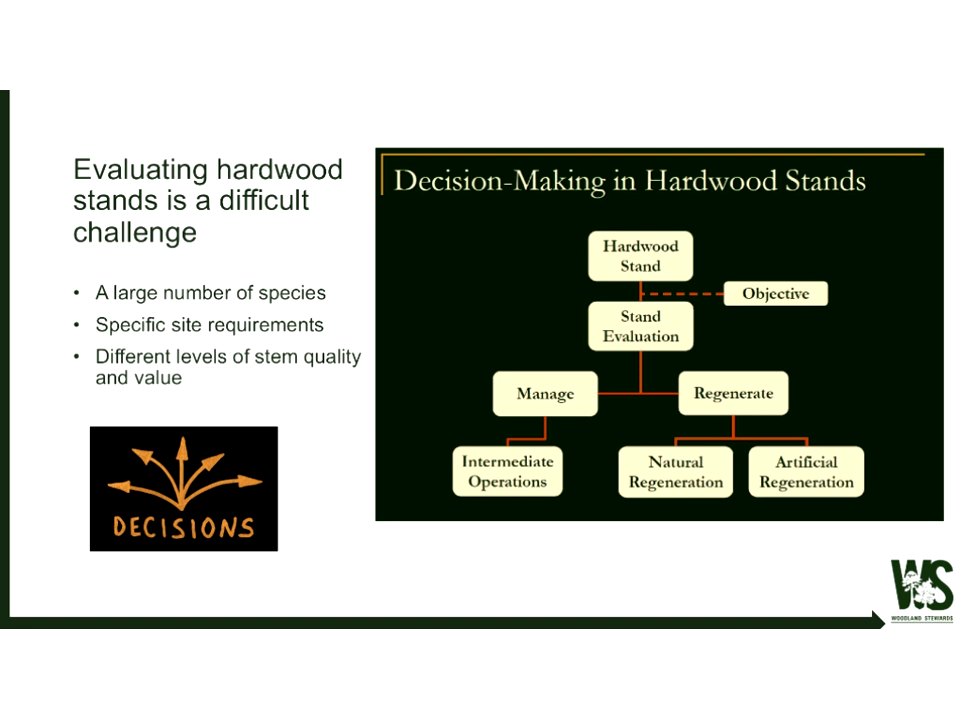 Evaluating hardwood
stands is a difficult
challenge
• A large number of species
• Specific site requirements
• Different levels of stem quality
and value
DECISIONS
Decision-Making in Hardwood Stands
Hardwood
Stand
Objective
Stand
Evaluation
Manage
Regenerate
Intermediate
Operations
Natural
Regeneration
Artificial
Regeneration
WS
WOODLAND STEWARDS